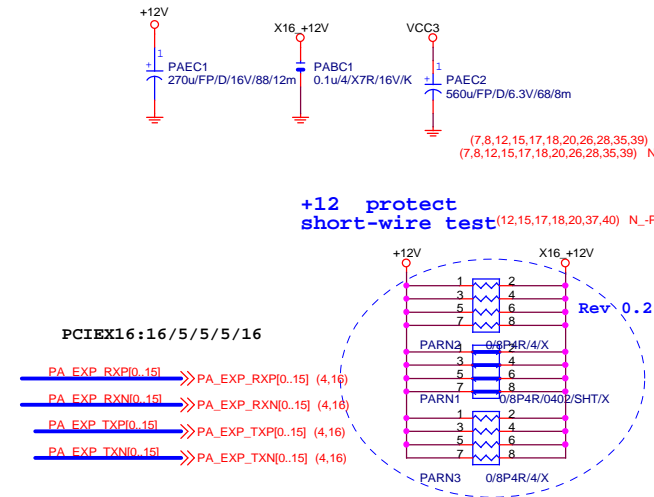 +12V
X16_+12V
VCC3
1
+
PAEC1
270u/FP/D/16V/88/12m
PABC1
0.1u/4/X7R/16V/K
1
+
PAEC2
560u/FP/D/6.3V/68/8m
(7,8,12,15,17,18,20,26,28,35,39)
(7,8,12,15,17,18,20,26,28,35,39) N
+12 protect
short-wire test
(12,15,17,18,20,37,40) N_-P
+12V
X16_+12V
1 2
3 4
5 6
7 8
Rev 0.2
PARN2 0/8P4R/4/X
1 2
3 4
5 6
7 8
PARN1 0/8P4R/0402/SHT/X
1 2
3 4
5 6
7 8
PARN3 0/8P4R/4/X
PCIEX16:16/5/5/5/16
PA_EXP_RXP[0..15] PA_EXP_RXP[0..15] (4,16)
PA_EXP_RXN[0..15] PA_EXP_RXN[0..15] (4,16)
PA_EXP_TXP[0..15] PA_EXP_TXP[0..15] (4,16)
PA_EXP_TXN[0..15] PA_EXP_TXN[0..15] (4,16)